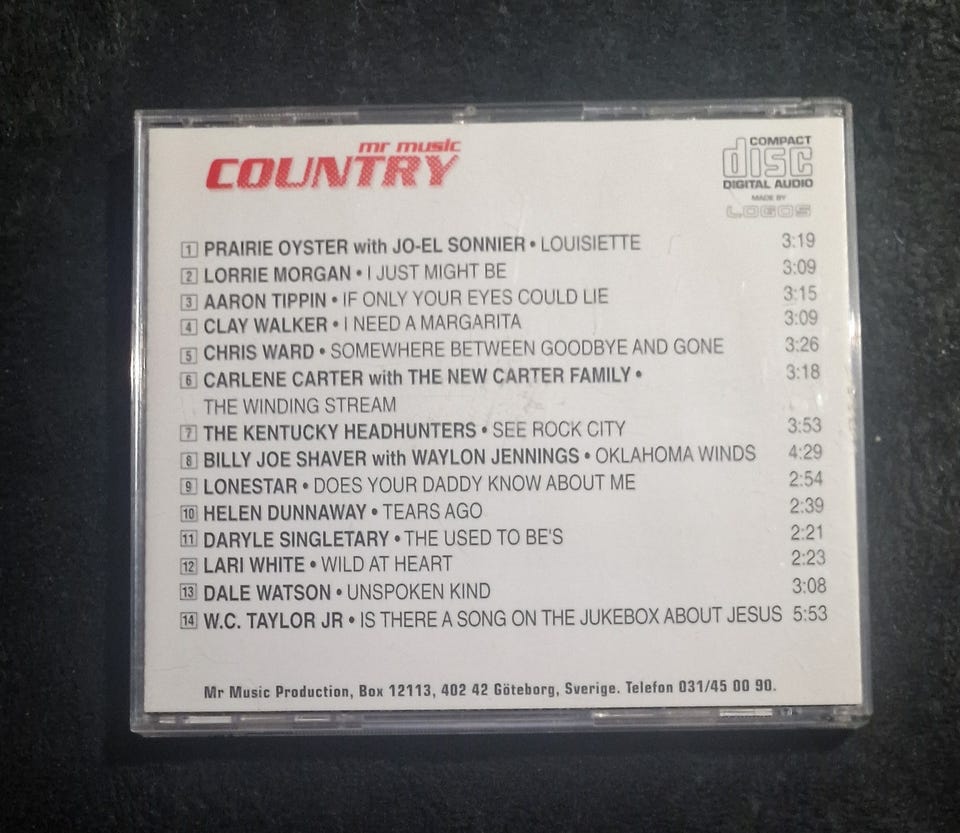 mr music
COUNTRY
COMPACT
disc
DIGITAL AUDIO
MADE BY
LOGOS
1 PRAIRIE OYSTER with JO-EL SONNIER • LOUISIETTE 3:19
2 LORRIE MORGAN • I JUST MIGHT BE 3:09
3 AARON TIPPIN • IF ONLY YOUR EYES COULD LIE 3:15
4 CLAY WALKER • I NEED A MARGARITA 3:09
5 CHRIS WARD • SOMEWHERE BETWEEN GOODBYE AND GONE 3:26
6 CARLENE CARTER with THE NEW CARTER FAMILY • 3:18
THE WINDING STREAM
7 THE KENTUCKY HEADHUNTERS • SEE ROCK CITY 3:53
8 BILLY JOE SHAVER with WAYLON JENNINGS • OKLAHOMA WINDS 4:29
9 LONESTAR • DOES YOUR DADDY KNOW ABOUT ME 2:54
10 HELEN DUNNAWAY • TEARS AGO 2:39
11 DARYLE SINGLETARY • THE USED TO BE'S 2:21
12 LARI WHITE • WILD AT HEART 2:23
13 DALE WATSON • UNSPOKEN KIND 3:08
14 W.C. TAYLOR JR • IS THERE A SONG ON THE JUKEBOX ABOUT JESUS 5:53
Mr Music Production, Box 12113, 402 42 Göteborg, Sverige. Telefon 031/45 00 90.